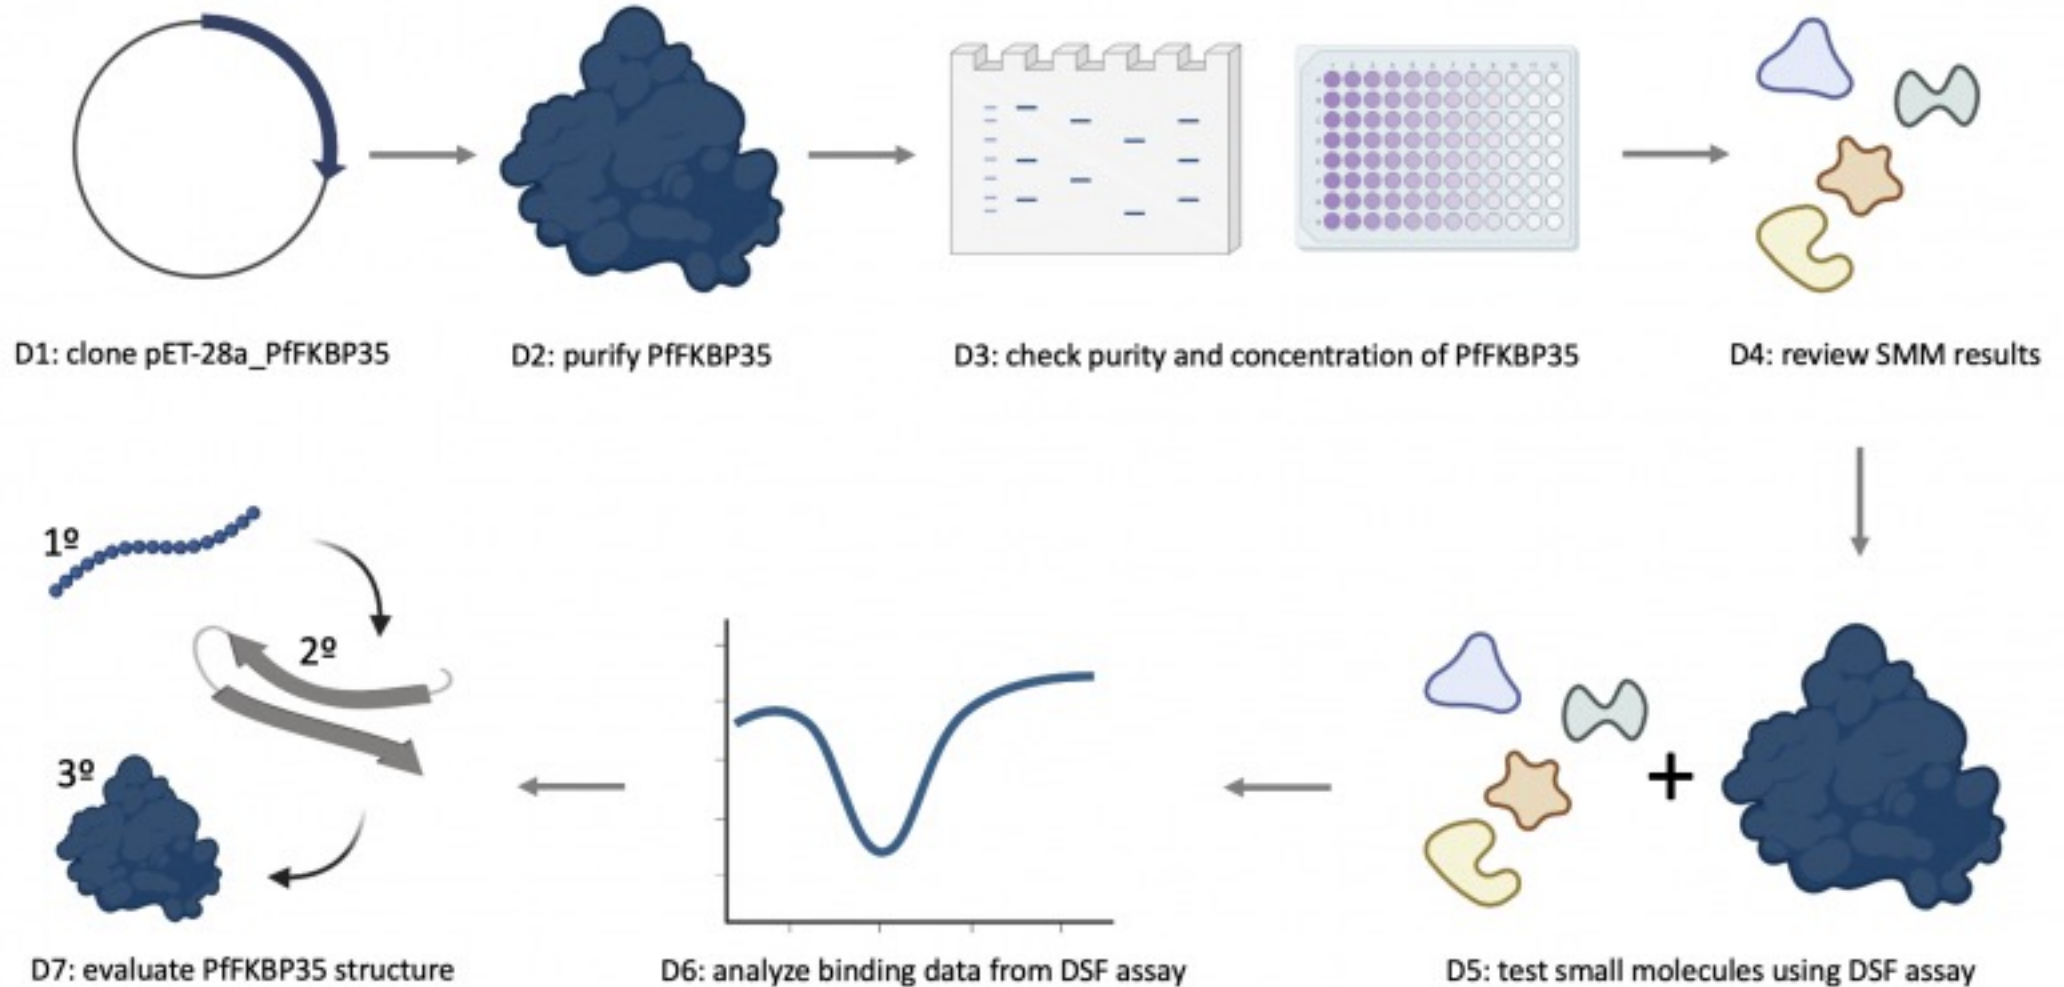 D1: clone pET-28a_PfFKBP35
D2: purify PfFKBP35
D3: check purity and concentration of PfFKBP35
D4: review SMM results
1º
2º
3º
D7: evaluate PfFKBP35 structure
D6: analyze binding data from DSF assay
+
D5: test small molecules using DSF assay